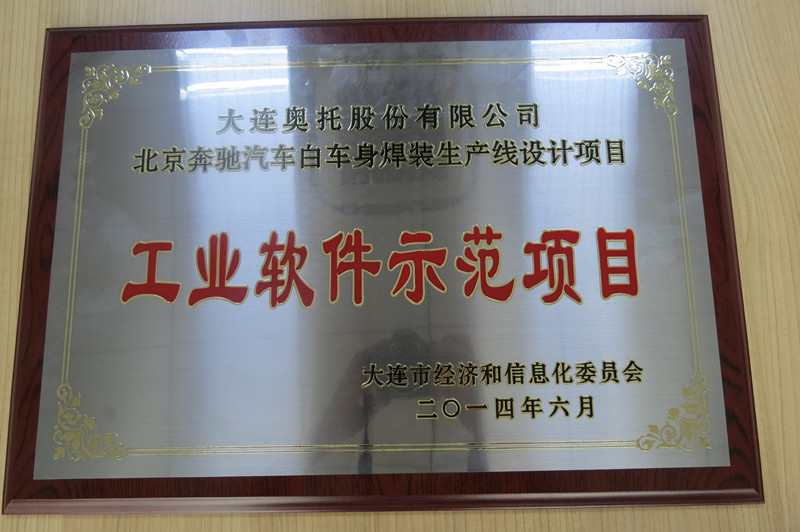 大连奥托股份有限公司
北京奔驰汽车白车身焊装生产线设计项目
工业软件示范项目
大连市经济和信息化委员会
二〇一四年六月